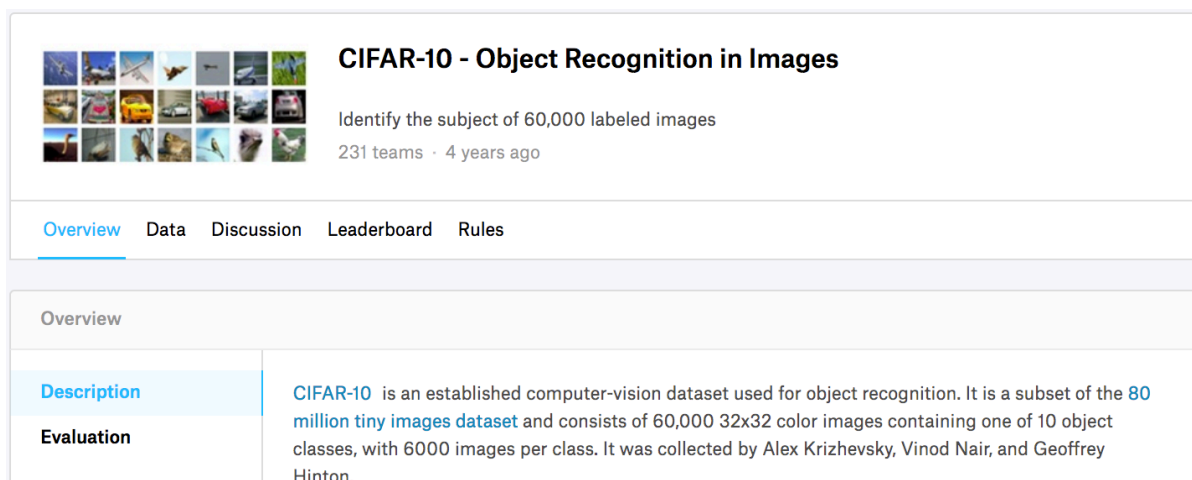 CIFAR-10 - Object Recognition in Images
Identify the subject of 60,000 labeled images
231 teams · 4 years ago
Overview Data Discussion Leaderboard Rules
Overview
Description
Evaluation
CIFAR-10 is an established computer-vision dataset used for object recognition. It is a subset of the 80
million tiny images dataset and consists of 60,000 32x32 color images containing one of 10 object
classes, with 6000 images per class. It was collected by Alex Krizhevsky, Vinod Nair, and Geoffrey
Hinton